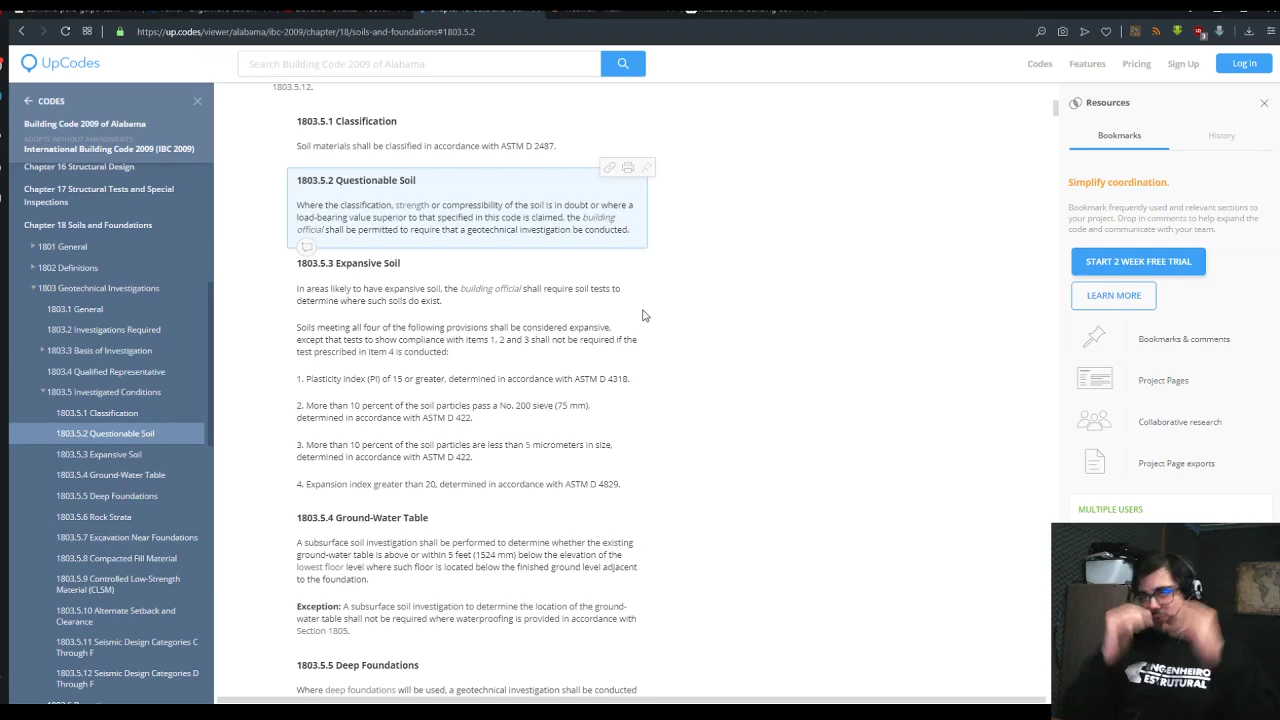 https://up.codes/viewer/alabama/ibc-2009/chapter/18/soils-and-foundations#1803.5.2
UpCodes
Search Building Code 2009 of Alabama
Codes
Features
Pricing
Sign Up
Log In
CODES
Building Code 2009 of Alabama
ADOPTS WITHOUT AMENDMENTS
International Building Code 2009 (IBC 2009)
Chapter 16 Structural Design
Chapter 17 Structural Tests and Special
Inspections
Chapter 18 Soils and Foundations
1801 General
1802 Definitions
1803 Geotechnical Investigations
1803.1 General
1803.2 Investigations Required
1803.3 Basis of Investigation
1803.4 Qualified Representative
1803.5 Investigated Conditions
1803.5.1 Classification
1803.5.2 Questionable Soil
1803.5.3 Expansive Soil
1803.5.4 Ground-Water Table
1803.5.5 Deep Foundations
1803.5.6 Rock Strata
1803.5.7 Excavation Near Foundations
1803.5.8 Compacted Fill Material
1803.5.9 Controlled Low-Strength
Material (CLSM)
1803.5.10 Alternate Setback and
Clearance
1803.5.11 Seismic Design Categories C
Through F
1803.5.12 Seismic Design Categories D
Through F
1803.5.12.
1803.5.1 Classification
Soil materials shall be classified in accordance with ASTM D 2487.
1803.5.2 Questionable Soil
Where the classification, strength or compressibility of the soil is in doubt or where a
load-bearing value superior to that specified in this code is claimed, the building
official shall be permitted to require that a geotechnical investigation be conducted.
1803.5.3 Expansive Soil
In areas likely to have expansive soil, the building official shall require soil tests to
determine where such soils do exist.
Soils meeting all four of the following provisions shall be considered expansive,
except that tests to show compliance with Items 1, 2 and 3 shall not be required if the
test prescribed in Item 4 is conducted:
1. Plasticity index (PI) of 15 or greater, determined in accordance with ASTM D 4318.
2. More than 10 percent of the soil particles pass a No. 200 sieve (75 mm),
determined in accordance with ASTM D 422.
3. More than 10 percent of the soil particles are less than 5 micrometers in size,
determined in accordance with ASTM D 422.
4. Expansion index greater than 20, determined in accordance with ASTM D 4829.
1803.5.4 Ground-Water Table
A subsurface soil investigation shall be performed to determine whether the existing
ground-water table is above or within 5 feet (1524 mm) below the elevation of the
lowest floor level where such floor is located below the finished ground level adjacent
to the foundation.
Exception: A subsurface soil investigation to determine the location of the ground-
water table shall not be required where waterproofing is provided in accordance with
Section 1805.
1803.5.5 Deep Foundations
Where deep foundations will be used, a geotechnical investigation shall be conducted
Resources
Bookmarks
History
Simplify coordination.
Bookmark frequently used and relevant sections to
your project. Drop in comments to help expand the
code and communicate with your team.
START 2 WEEK FREE TRIAL
LEARN MORE
Bookmarks & comments
Project Pages
Collaborative research
Project Page exports
MULTIPLE USERS
ENGENHEIRO
ESTRUTURAL